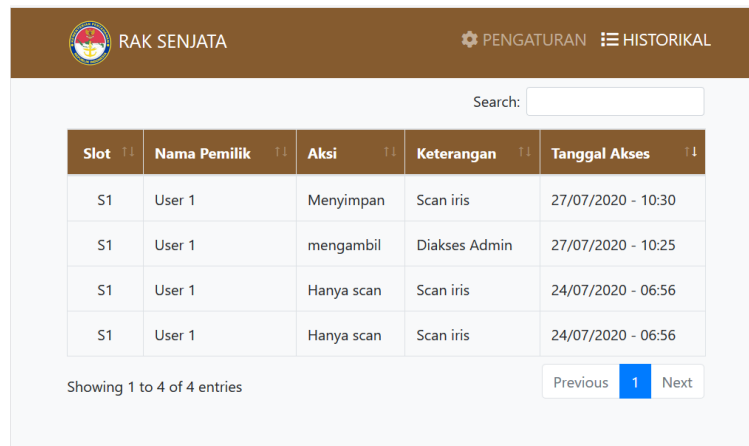 RAK SENJATA PENGATURAN HISTORIKAL
Search:
Slot Nama Pemilik Aksi Keterangan Tanggal Akses
S1 User 1 Menyimpan Scan iris 27/07/2020 - 10:30
S1 User 1 mengambil Diakses Admin 27/07/2020 - 10:25
S1 User 1 Hanya scan Scan iris 24/07/2020 - 06:56
S1 User 1 Hanya scan Scan iris 24/07/2020 - 06:56
Showing 1 to 4 of 4 entries Previous 1 Next